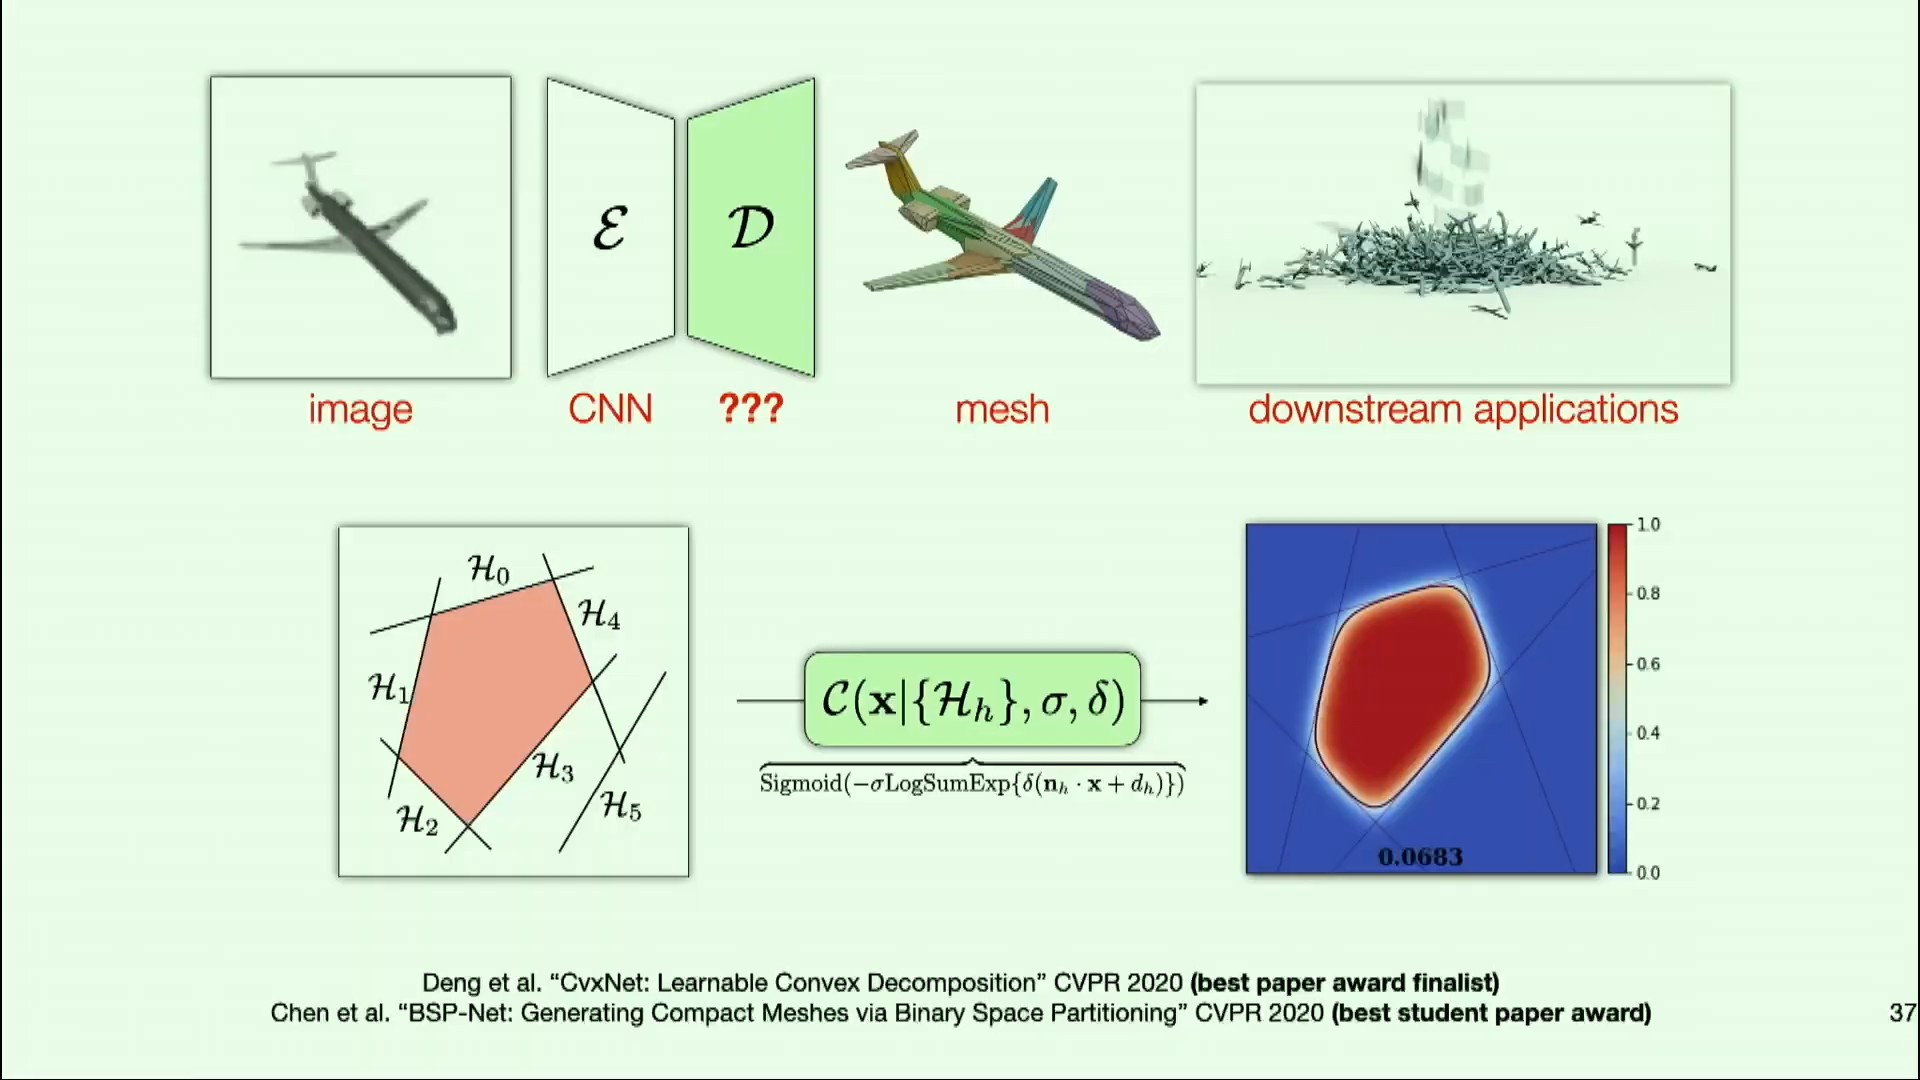 ℰ
𝒟
image
CNN
???
mesh
downstream applications
ℋ₀
ℋ₄
ℋ₁
ℋ₃
ℋ₂
ℋ₅
𝒞(𝐱|{ℋₕ}, σ, δ)
Sigmoid(−σLogSumExp{δ(𝐧ₕ · 𝐱 + dₕ)})
0.0683
1.0
0.8
0.6
0.4
0.2
0.0
Deng et al. “CvxNet: Learnable Convex Decomposition” CVPR 2020 (best paper award finalist)
Chen et al. “BSP-Net: Generating Compact Meshes via Binary Space Partitioning” CVPR 2020 (best student paper award)
37